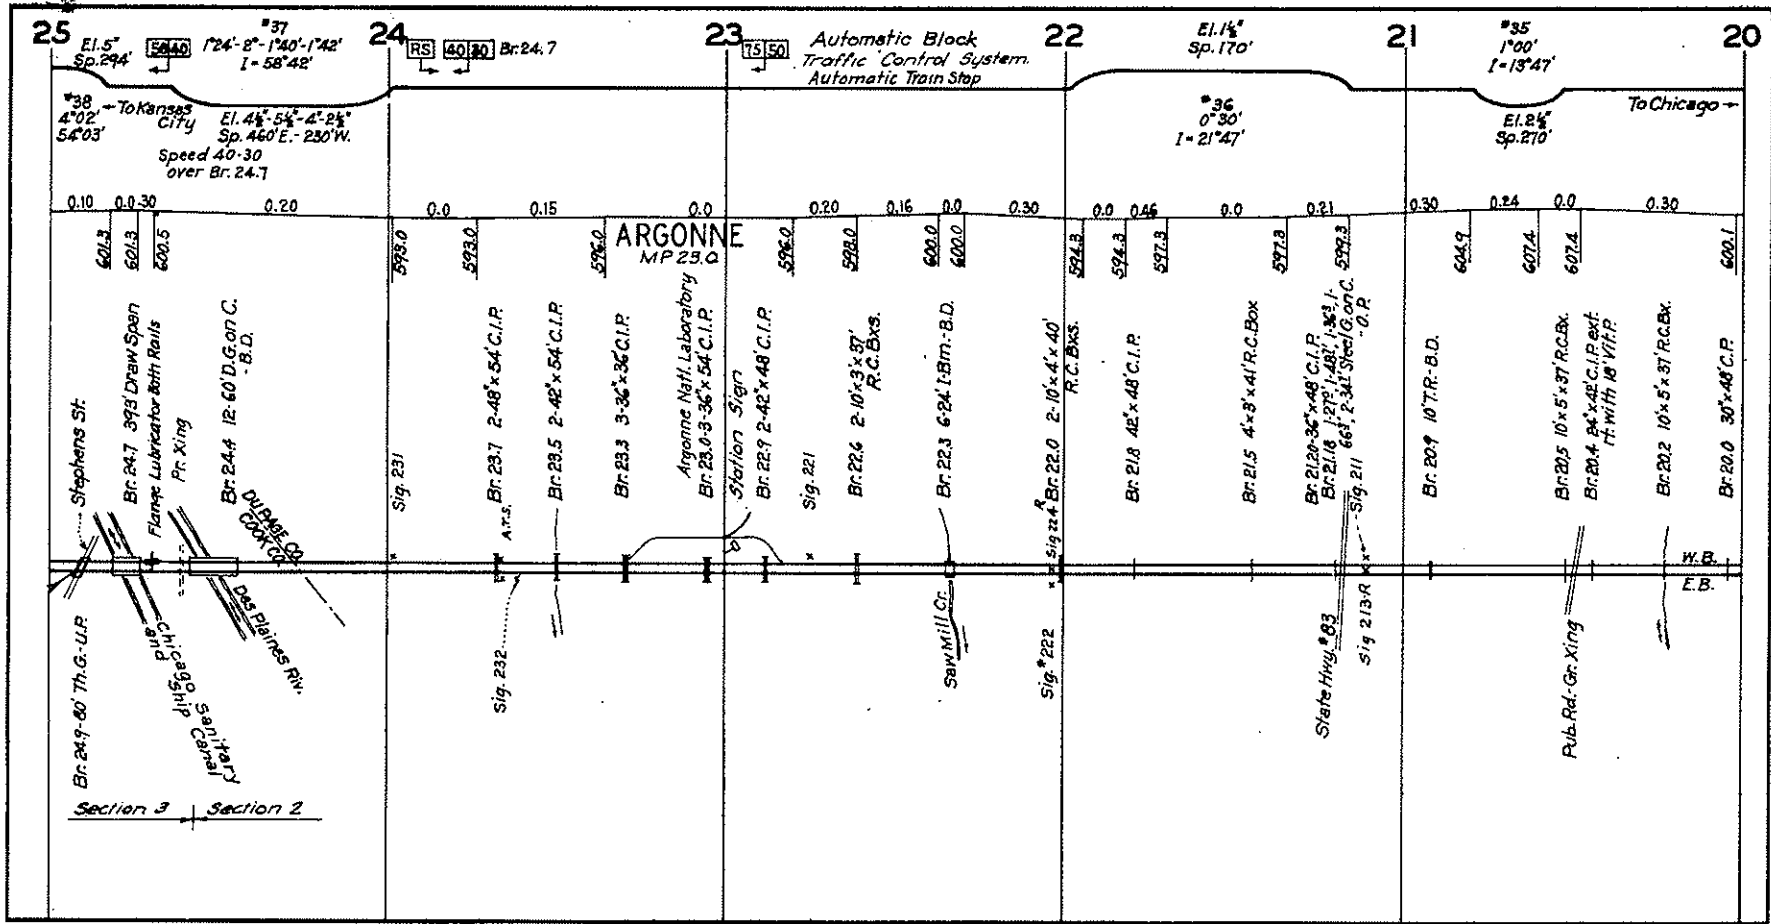 25
24
23
22
21
20
El. 5"
Sp. 294'
#37
1°24'-2°-1°40'-1°42'
I = 58°42'
RS
40 30
Br. 24.7
75 50
Automatic Block
Traffic Control System.
Automatic Train Stop
El. 1½"
Sp. 170'
#35
1°00'
I = 13°47'
#38
4°02'
54°03'
← To Kansas
City
El. 4½"-5½"-4"-2½"
Sp. 460' E. - 230' W.
Speed 40-30
over Br. 24.7
#36
0°30'
I = 21°47'
El. 2½"
Sp. 270'
To Chicago →
0.10
0.0
.30
0.20
0.0
0.15
0.0
0.20
0.16
0.0
0.30
0.0
0.46
0.0
0.21
0.30
0.24
0.0
0.30
601.3
601.3
600.5
593.0
593.0
596.0
ARGONNE
MP 23.0
596.0
598.0
600.0
600.0
594.3
594.3
597.3
597.3
599.3
604.9
607.4
607.4
600.1
Stephens St.
Br. 24.7 393' Draw Span
Flange Lubricator Both Rails
Pr. Xing
Br. 24.4 12-60' D.G. on C.
- B.D.
DU PAGE CO.
COOK CO.
Sig. 231
Br. 23.7 2-48" x 54' C.I.P.
A.T.S.
Br. 23.5 2-42" x 54' C.I.P.
Br. 23.3 3-36" x 36' C.I.P.
Argonne Natl. Laboratory
Br. 23.0-3-36" x 54' C.I.P.
Station Sign
Br. 22.9 2-42" x 48' C.I.P.
Sig. 221
Br. 22.6 2-10' x 3' x 37'
R.C. Bxs.
Br. 22.3 6-24' I-Bm.-B.D.
R
Sig 224
Br. 22.0 2-10' x 4' x 40'
R.C. Bxs.
Br. 21.8 42" x 48' C.I.P.
Br. 21.5 4' x 8' x 41' R.C. Box
Br. 21.20-36" x 48' C.I.P.
Sig. 211
Br. 20.9 10' T.R.-B.D.
Br. 20.5 10' x 5' x 37' R.C. Bx.
Br. 20.4 24" x 42' C.I.P. ext.
rt. with 18' Vit. P.
Br. 20.2 10' x 5' x 37' R.C. Bx.
Br. 20.0 30" x 48' C.P.
W.B.
E.B.
Br. 24.9-80' Th. G.-U.P.
Chicago Sanitary
and Ship Canal
Des Plaines Riv.
Sig. 232
Saw Mill Cr.
Sig. #222
State Hwy. #83
Sig 213-R
Pub. Rd.-Gr. Xing
Section 3
Section 2